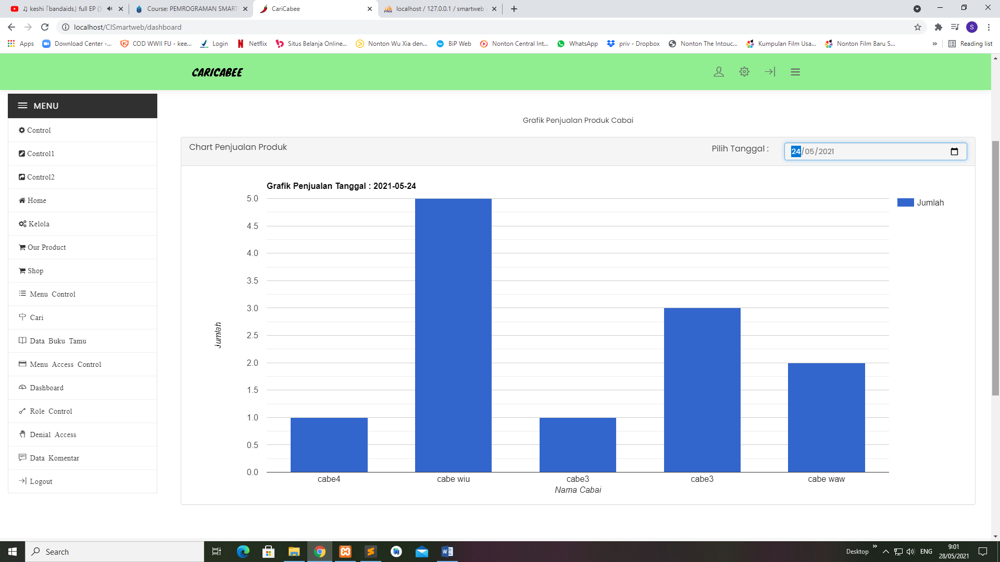 ♫ keshi「bandaids」full EP (5
Course: PEMROGRAMAN SMART
CariCabee
localhost / 127.0.0.1 / smartweb
localhost/CISmartweb/dashboard
S
Apps
Download Center -...
COD WWII FU - kee...
Login
Netflix
Situs Belanja Online...
Nonton Wu Xia den...
BiP Web
Nonton Central Int...
WhatsApp
priv - Dropbox
Nonton The Intouc...
Kumpulan Film Usa...
Nonton Film Baru S...
»
Reading list
CARICABEE
MENU
Control
Control1
Control2
Home
Kelola
Our Product
Shop
Menu Control
Cari
Data Buku Tamu
Menu Access Control
Dashboard
Role Control
Denial Access
Data Komentar
Logout
Grafik Penjualan Produk Cabai
Chart Penjualan Produk
Pilih Tanggal :
24/05/2021
Grafik Penjualan Tanggal : 2021-05-24
Jumlah
5.0
4.5
4.0
3.5
3.0
2.5
2.0
1.5
1.0
0.5
0.0
Jumlah
cabe4
cabe wiu
cabe3
cabe3
cabe waw
Nama Cabai
Search
Desktop
»
ENG
9:01
28/05/2021